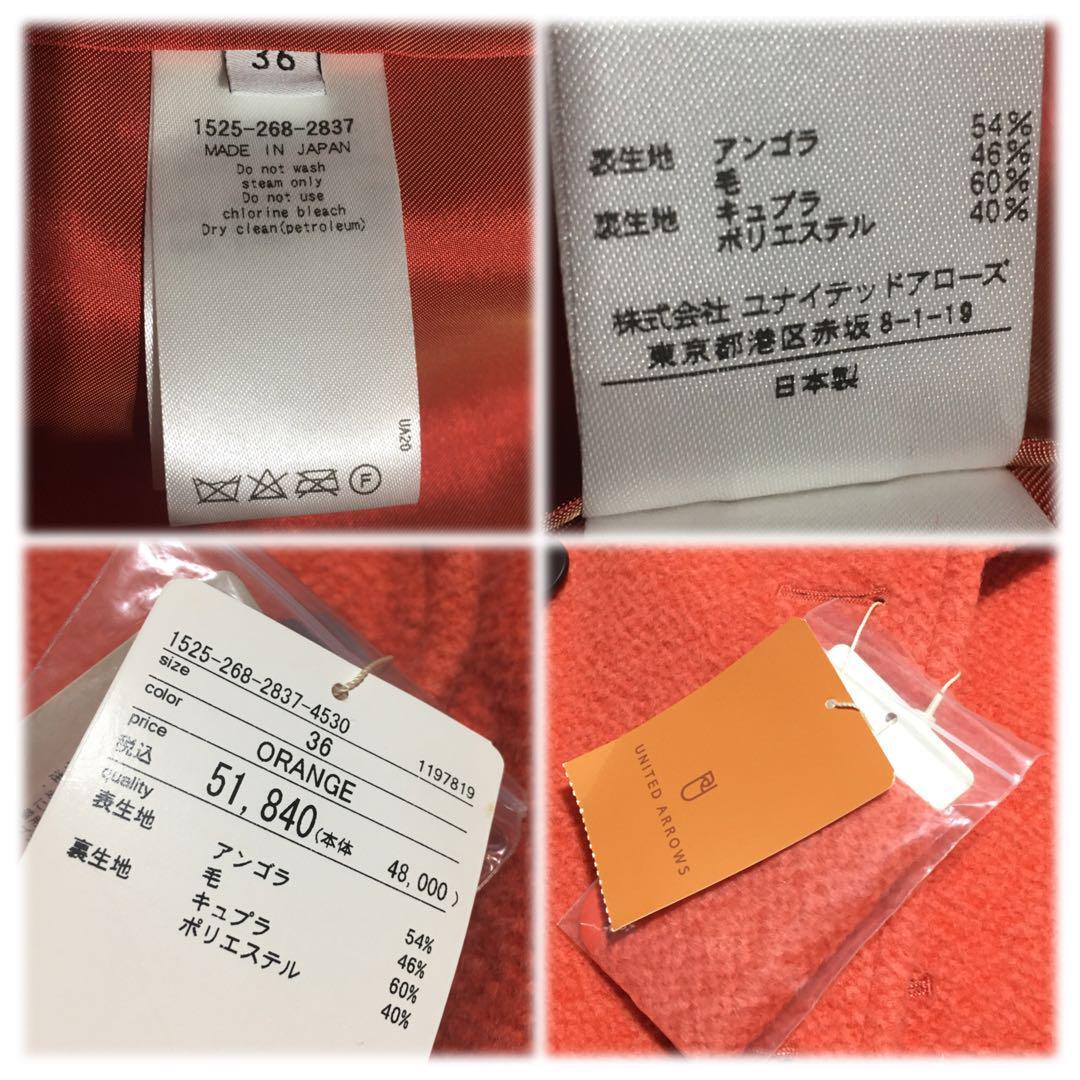 36
1525-268-2837
MADE IN JAPAN
Do not wash
steam only
Do not use
chlorine bleach
Dry clean(petroleum)
UA20
F
表生地 アンゴラ 54%
毛 46%
裏生地 キュプラ 60%
ポリエステル 40%
株式会社 ユナイテッドアローズ
東京都港区赤坂8-1-19
日本製
1525-268-2837-4530
size 36 1197819
color ORANGE
price 51,840(本体 48,000)
税込
quality
表生地 アンゴラ 54%
毛 46%
裏生地 キュプラ 60%
ポリエステル 40%
UNITED ARROWS